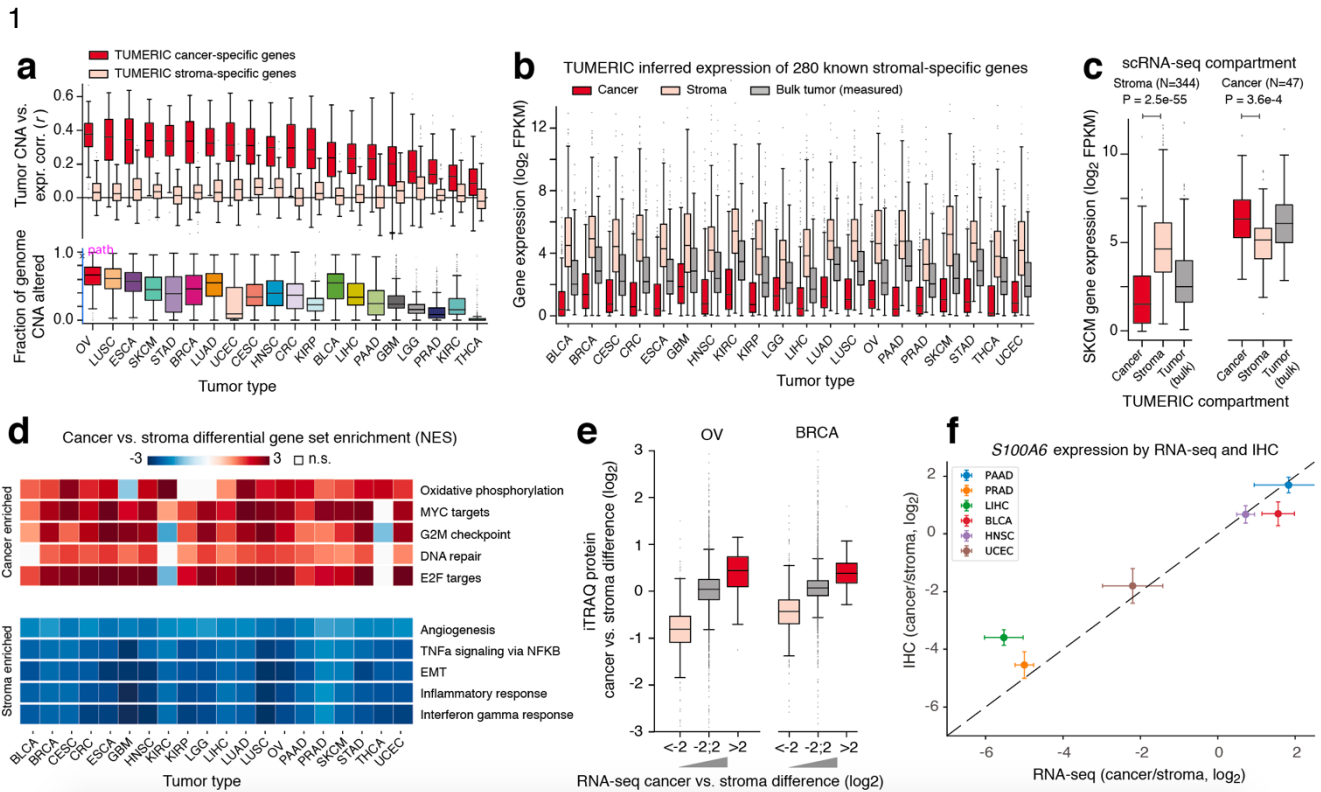 1
a
TUMERIC cancer-specific genes
TUMERIC stroma-specific genes
Tumor CNA vs.
expr. corr. (r)
0.6
0.4
0.2
0.0
path
Fraction of genome
CNA altered
1.0
0.0
OV
LUSC
ESCA
SKCM
STAD
BRCA
LUAD
UCEC
CESC
HNSC
CRC
KIRP
BLCA
LIHC
PAAD
GBM
LGG
PRAD
KIRC
THCA
Tumor type
b
TUMERIC inferred expression of 280 known stromal-specific genes
Cancer
Stroma
Bulk tumor (measured)
Gene expression (log2 FPKM)
12
8
4
0
BLCA
BRCA
CESC
CRC
ESCA
GBM
HNSC
KIRC
KIRP
LGG
LIHC
LUAD
LUSC
OV
PAAD
PRAD
SKCM
STAD
THCA
UCEC
Tumor type
c
scRNA-seq compartment
Stroma (N=344)
P = 2.5e-55
Cancer (N=47)
P = 3.6e-4
SKCM gene expression (log2 FPKM)
10
5
0
Cancer
Stroma
Tumor
(bulk)
Cancer
Stroma
Tumor
(bulk)
TUMERIC compartment
d
Cancer vs. stroma differential gene set enrichment (NES)
-3
3
n.s.
Cancer enriched
Oxidative phosphorylation
MYC targets
G2M checkpoint
DNA repair
E2F targes
Stroma enriched
Angiogenesis
TNFa signaling via NFKB
EMT
Inflammatory response
Interferon gamma response
BLCA
BRCA
CESC
CRC
ESCA
GBM
HNSC
KIRC
KIRP
LGG
LIHC
LUAD
LUSC
OV
PAAD
PRAD
SKCM
STAD
THCA
UCEC
Tumor type
e
OV
BRCA
iTRAQ protein
cancer vs. stroma difference (log2)
3
2
1
0
-1
-2
-3
<-2
-2;2
>2
<-2
-2;2
>2
RNA-seq cancer vs. stroma difference (log2)
f
S100A6 expression by RNA-seq and IHC
PAAD
PRAD
LIHC
BLCA
HNSC
UCEC
IHC (cancer/stroma, log2)
2
0
-2
-4
-6
-6
-4
-2
0
2
RNA-seq (cancer/stroma, log2)